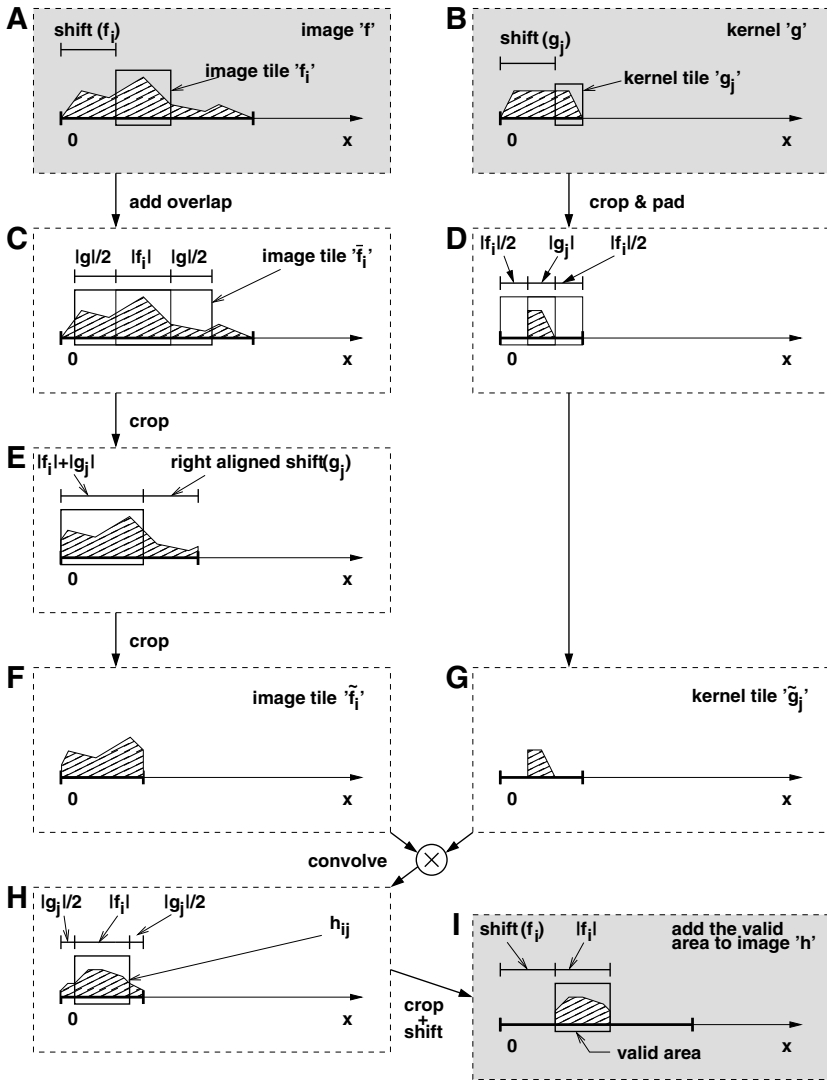 A
shift (f_i)
image 'f'
image tile 'f_i'
0
x
B
shift (g_j)
kernel 'g'
kernel tile 'g_j'
0
x
add overlap
crop & pad
C
|g|/2 |f_i| |g|/2
image tile 'f̄_i'
0
x
D
|f_i|/2 |g_j| |f_i|/2
0
x
crop
E
|f_i|+|g_j|
right aligned shift(g_j)
0
x
crop
F
image tile 'f̃_i'
0
x
G
kernel tile 'g̃_j'
0
x
convolve
×
H
|g_j|/2 |f_i| |g_j|/2
h_ij
0
x
crop
+
shift
I
shift (f_i) |f_i|
add the valid
area to image 'h'
0
x
valid area